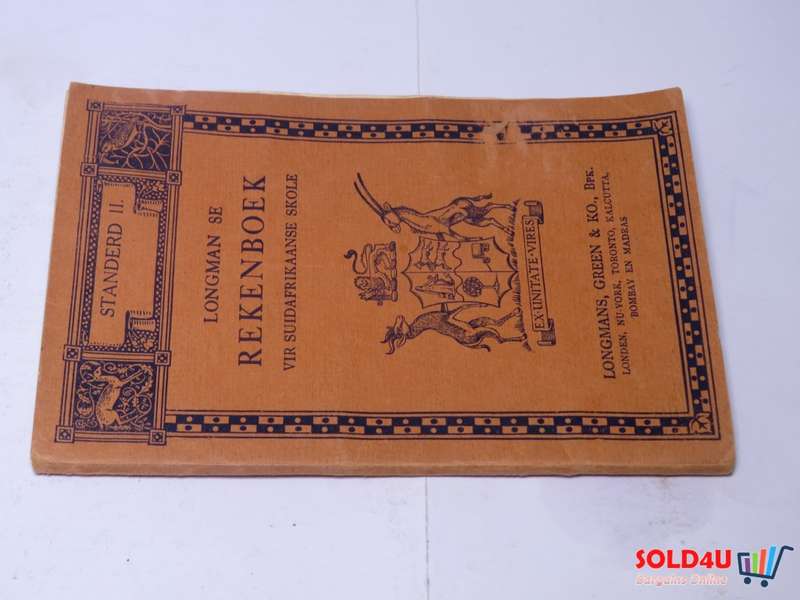 STANDERD II.
LONGMAN SE
REKENBOEK
VIR SUIDAFRIKAANSE SKOLE
EX·UNITATE·VIRES
LONGMANS, GREEN & KO., BPK.
LONDEN, NU-YORK, TORONTO, KALCUTTA,
BOMBAY EN MADRAS
SOLD4U
Bargains Online